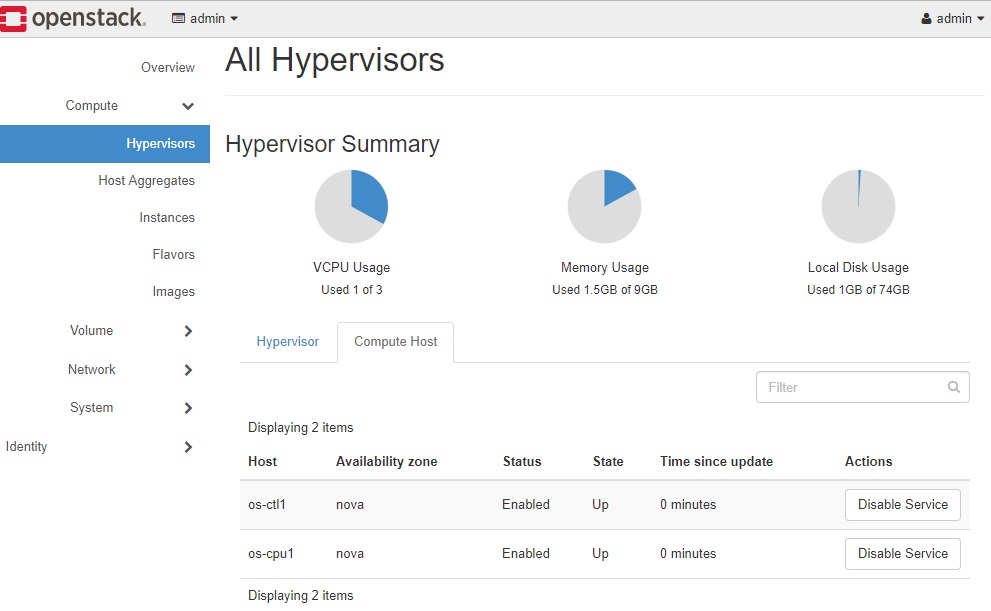 openstack. admin admin
All Hypervisors
Overview
Compute
Hypervisors
Host Aggregates
Instances
Flavors
Images
Volume
Network
System
Identity
Hypervisor Summary
VCPU Usage
Used 1 of 3
Memory Usage
Used 1.5GB of 9GB
Local Disk Usage
Used 1GB of 74GB
Hypervisor Compute Host
Filter
Displaying 2 items
Host Availability zone Status State Time since update Actions
os-ctl1 nova Enabled Up 0 minutes Disable Service
os-cpu1 nova Enabled Up 0 minutes Disable Service
Displaying 2 items